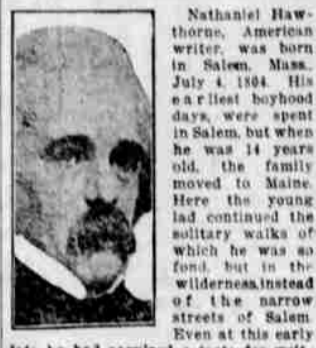 Nathaniel Haw-
thorne, American
writer, was born
in Salem, Mass.,
July 4, 1804. His
earliest boyhood
days, were spent
in Salem, but when
he was 14 years
old, the family
moved to Maine.
Here the young
lad continued the
solitary walks of
which he was so
fond, but in the
wilderness, instead
of the narrow
streets of Salem.
Even at this early